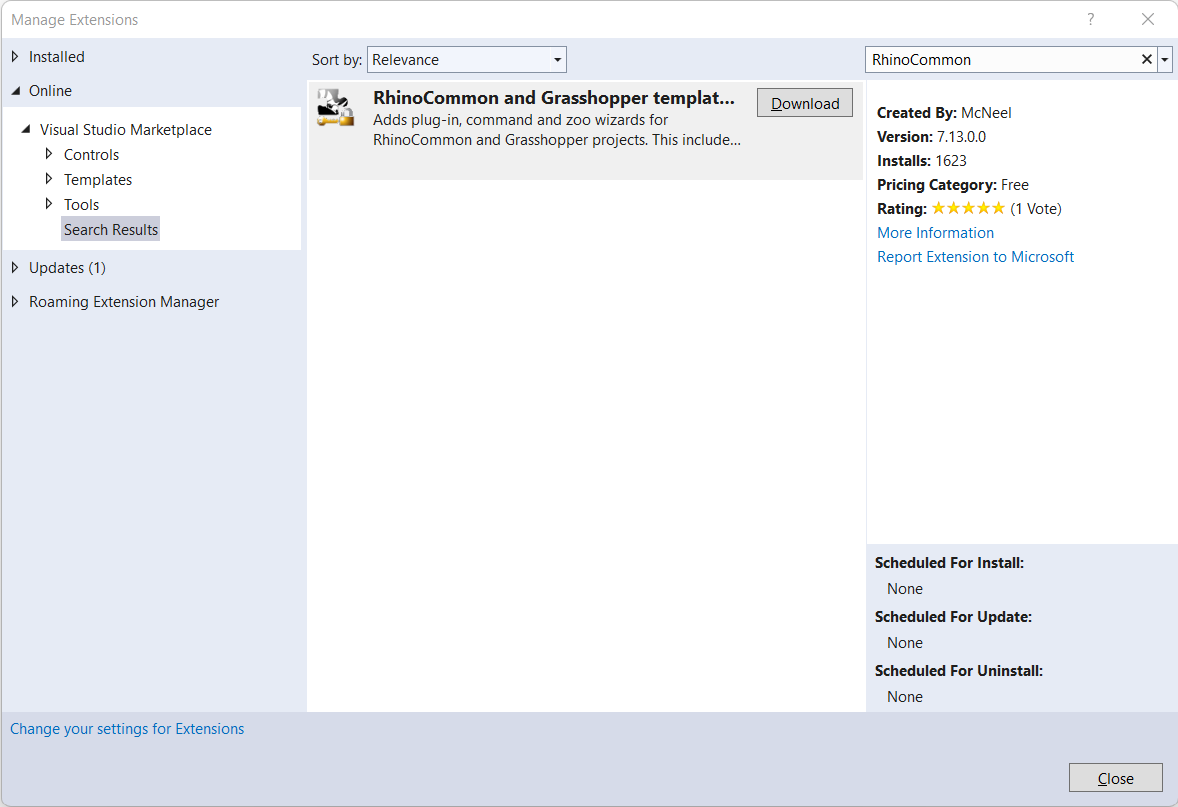 Manage Extensions
?
Installed
Online
Visual Studio Marketplace
Controls
Templates
Tools
Search Results
Updates (1)
Roaming Extension Manager
Sort by: Relevance
RhinoCommon
RhinoCommon and Grasshopper templat...
Download
Adds plug-in, command and zoo wizards for
RhinoCommon and Grasshopper projects. This include...
Created By: McNeel
Version: 7.13.0.0
Installs: 1623
Pricing Category: Free
Rating: ★★★★★ (1 Vote)
More Information
Report Extension to Microsoft
Scheduled For Install:
None
Scheduled For Update:
None
Scheduled For Uninstall:
None
Change your settings for Extensions
Close